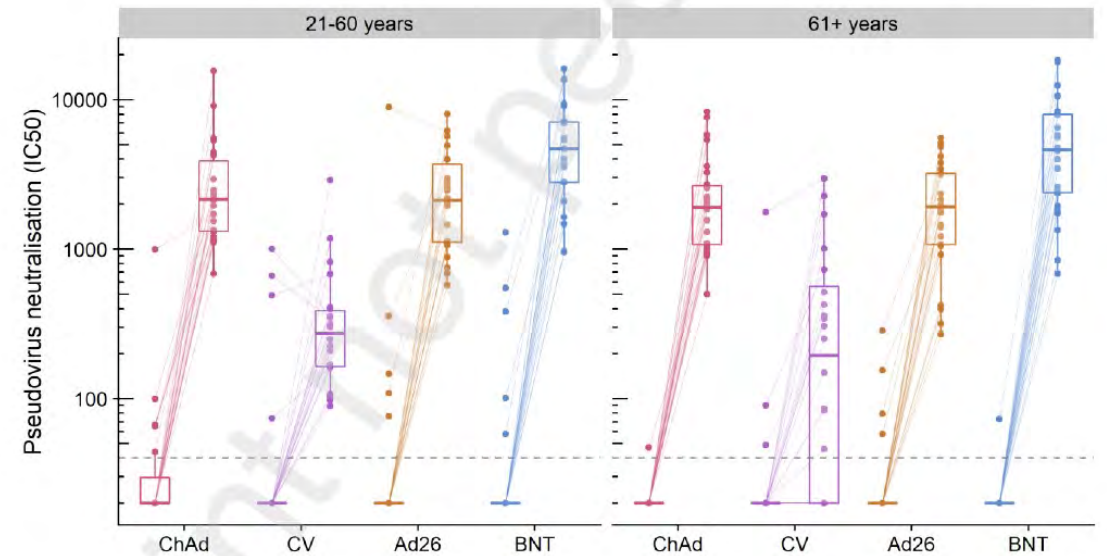 21-60 years 61+ years
Pseudovirus neutralisation (IC50)
10000
1000
100
ChAd CV Ad26 BNT ChAd CV Ad26 BNT